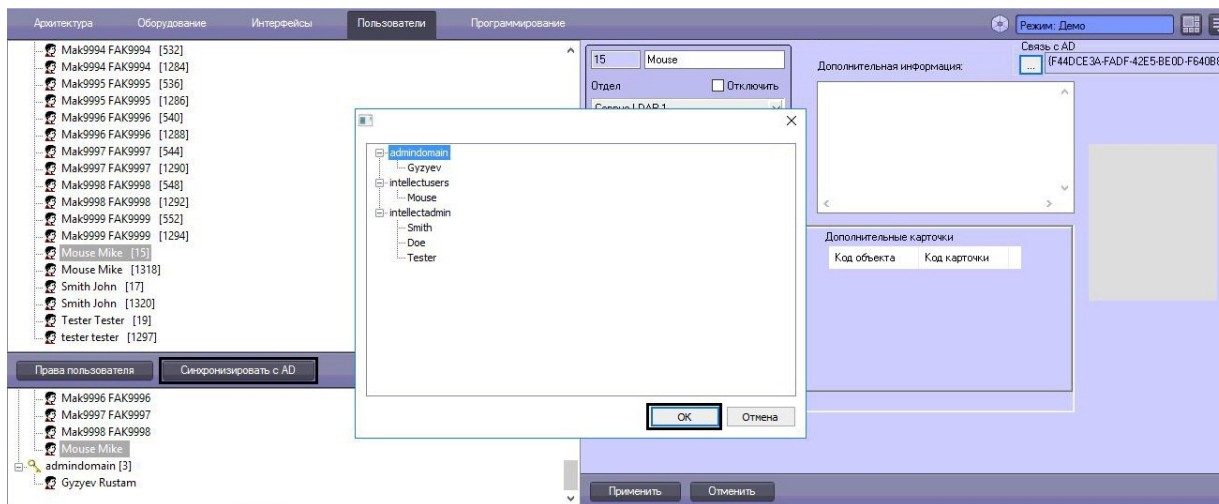 Архитектура Оборудование Интерфейсы Пользователи Программирование Режим: Демо
Mak9994 FAK9994 [532]
Mak9994 FAK9994 [1284]
Mak9995 FAK9995 [536]
Mak9995 FAK9995 [1286]
Mak9996 FAK9996 [540]
Mak9996 FAK9996 [1288]
Mak9997 FAK9997 [544]
Mak9997 FAK9997 [1290]
Mak9998 FAK9998 [548]
Mak9998 FAK9998 [1292]
Mak9999 FAK9999 [552]
Mak9999 FAK9999 [1294]
Mouse Mike [15]
Mouse Mike [1318]
Smith John [17]
Smith John [1320]
Tester Tester [19]
tester tester [1297]
Права пользователя Синхронизировать с AD
Mak9996 FAK9996
Mak9997 FAK9997
Mak9998 FAK9998
Mouse Mike
admindomain [3]
Gyzyev Rustam
15 Mouse
Отдел Отключить
admindomain
Gyzyev
intellectusers
Mouse
intellectadmin
Smith
Doe
Tester
OK Отмена
Связь с AD
... {F44DCE3A-FADF-42E5-BE0D-F640B8
Дополнительная информация:
Дополнительные карточки
Код объекта Код карточки
Применить Отменить